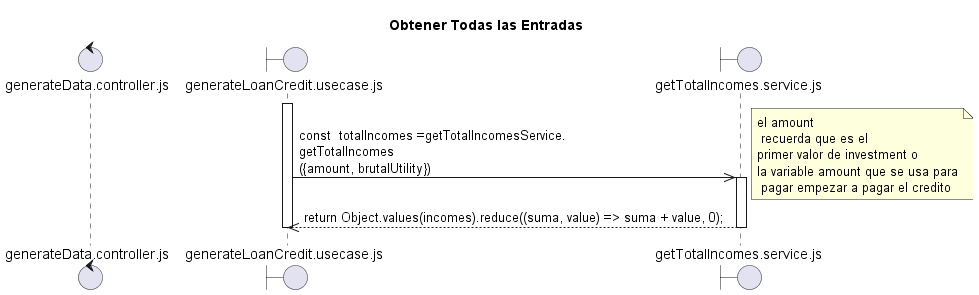 Obtener Todas las Entradas
generateData.controller.js
generateLoanCredit.usecase.js
getTotalIncomes.service.js
const totalIncomes =getTotalIncomesService.
getTotalIncomes
({amount, brutalUtility})
el amount
recuerda que es el
primer valor de investment o
la variable amount que se usa para
pagar empezar a pagar el credito
return Object.values(incomes).reduce((suma, value) => suma + value, 0);
generateData.controller.js
generateLoanCredit.usecase.js
getTotalIncomes.service.js